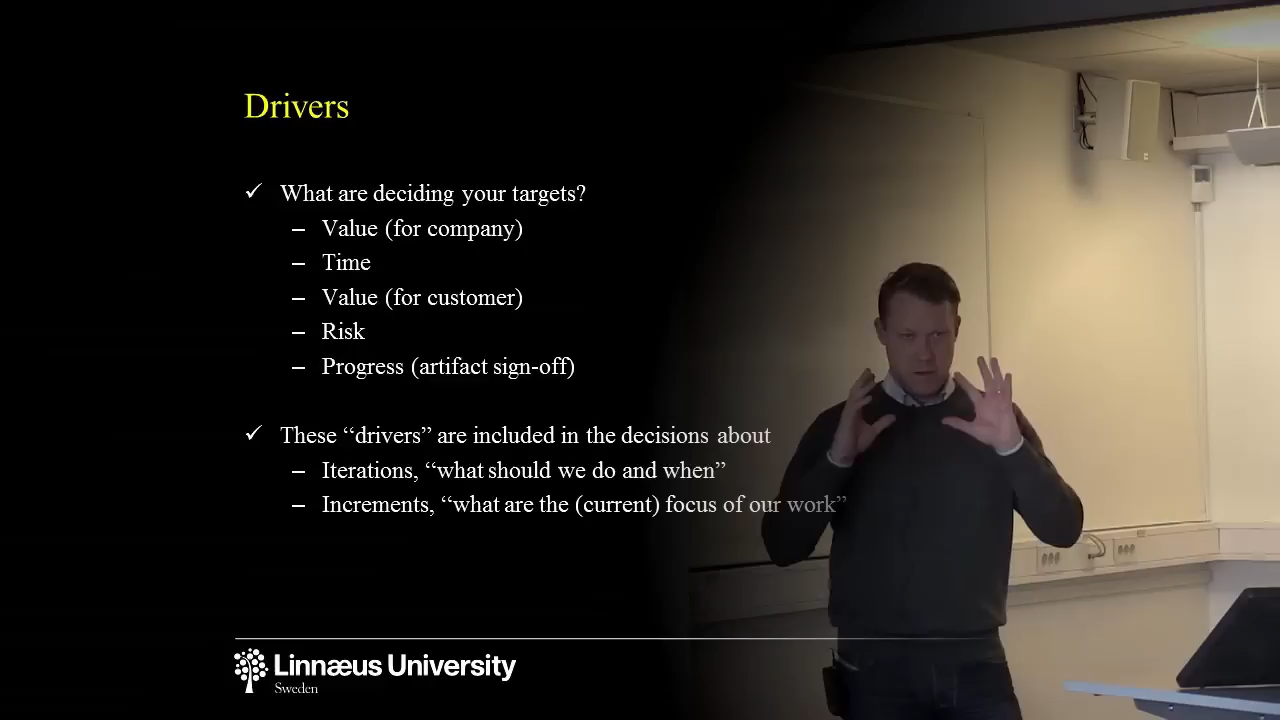 Drivers
✓ What are deciding your targets?
– Value (for company)
– Time
– Value (for customer)
– Risk
– Progress (artifact sign-off)
✓ These “drivers” are included in the decisions about
– Iterations, “what should we do and when”
– Increments, “what are the (current) focus of our work”
Linnæus University
Sweden